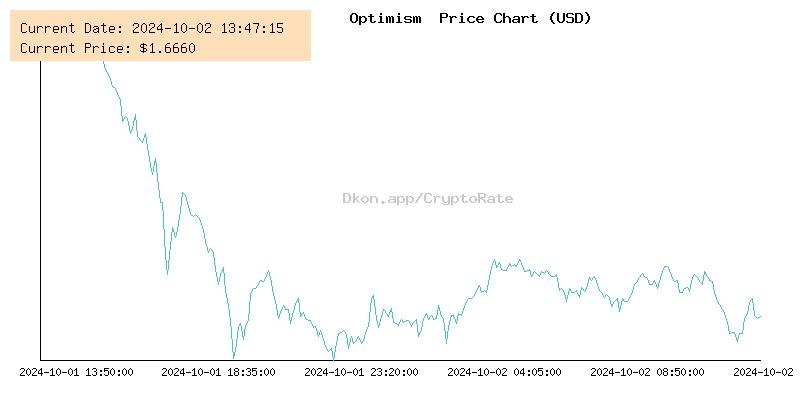 Optimism  Price Chart (USD)
Current Date: 2024-10-02 13:47:15
Current Price: $1.6660
Dkon.app/CryptoRate
2024-10-01 13:50:00 2024-10-01 18:35:00 2024-10-01 23:20:00 2024-10-02 04:05:00 2024-10-02 08:50:00 2024-10-02